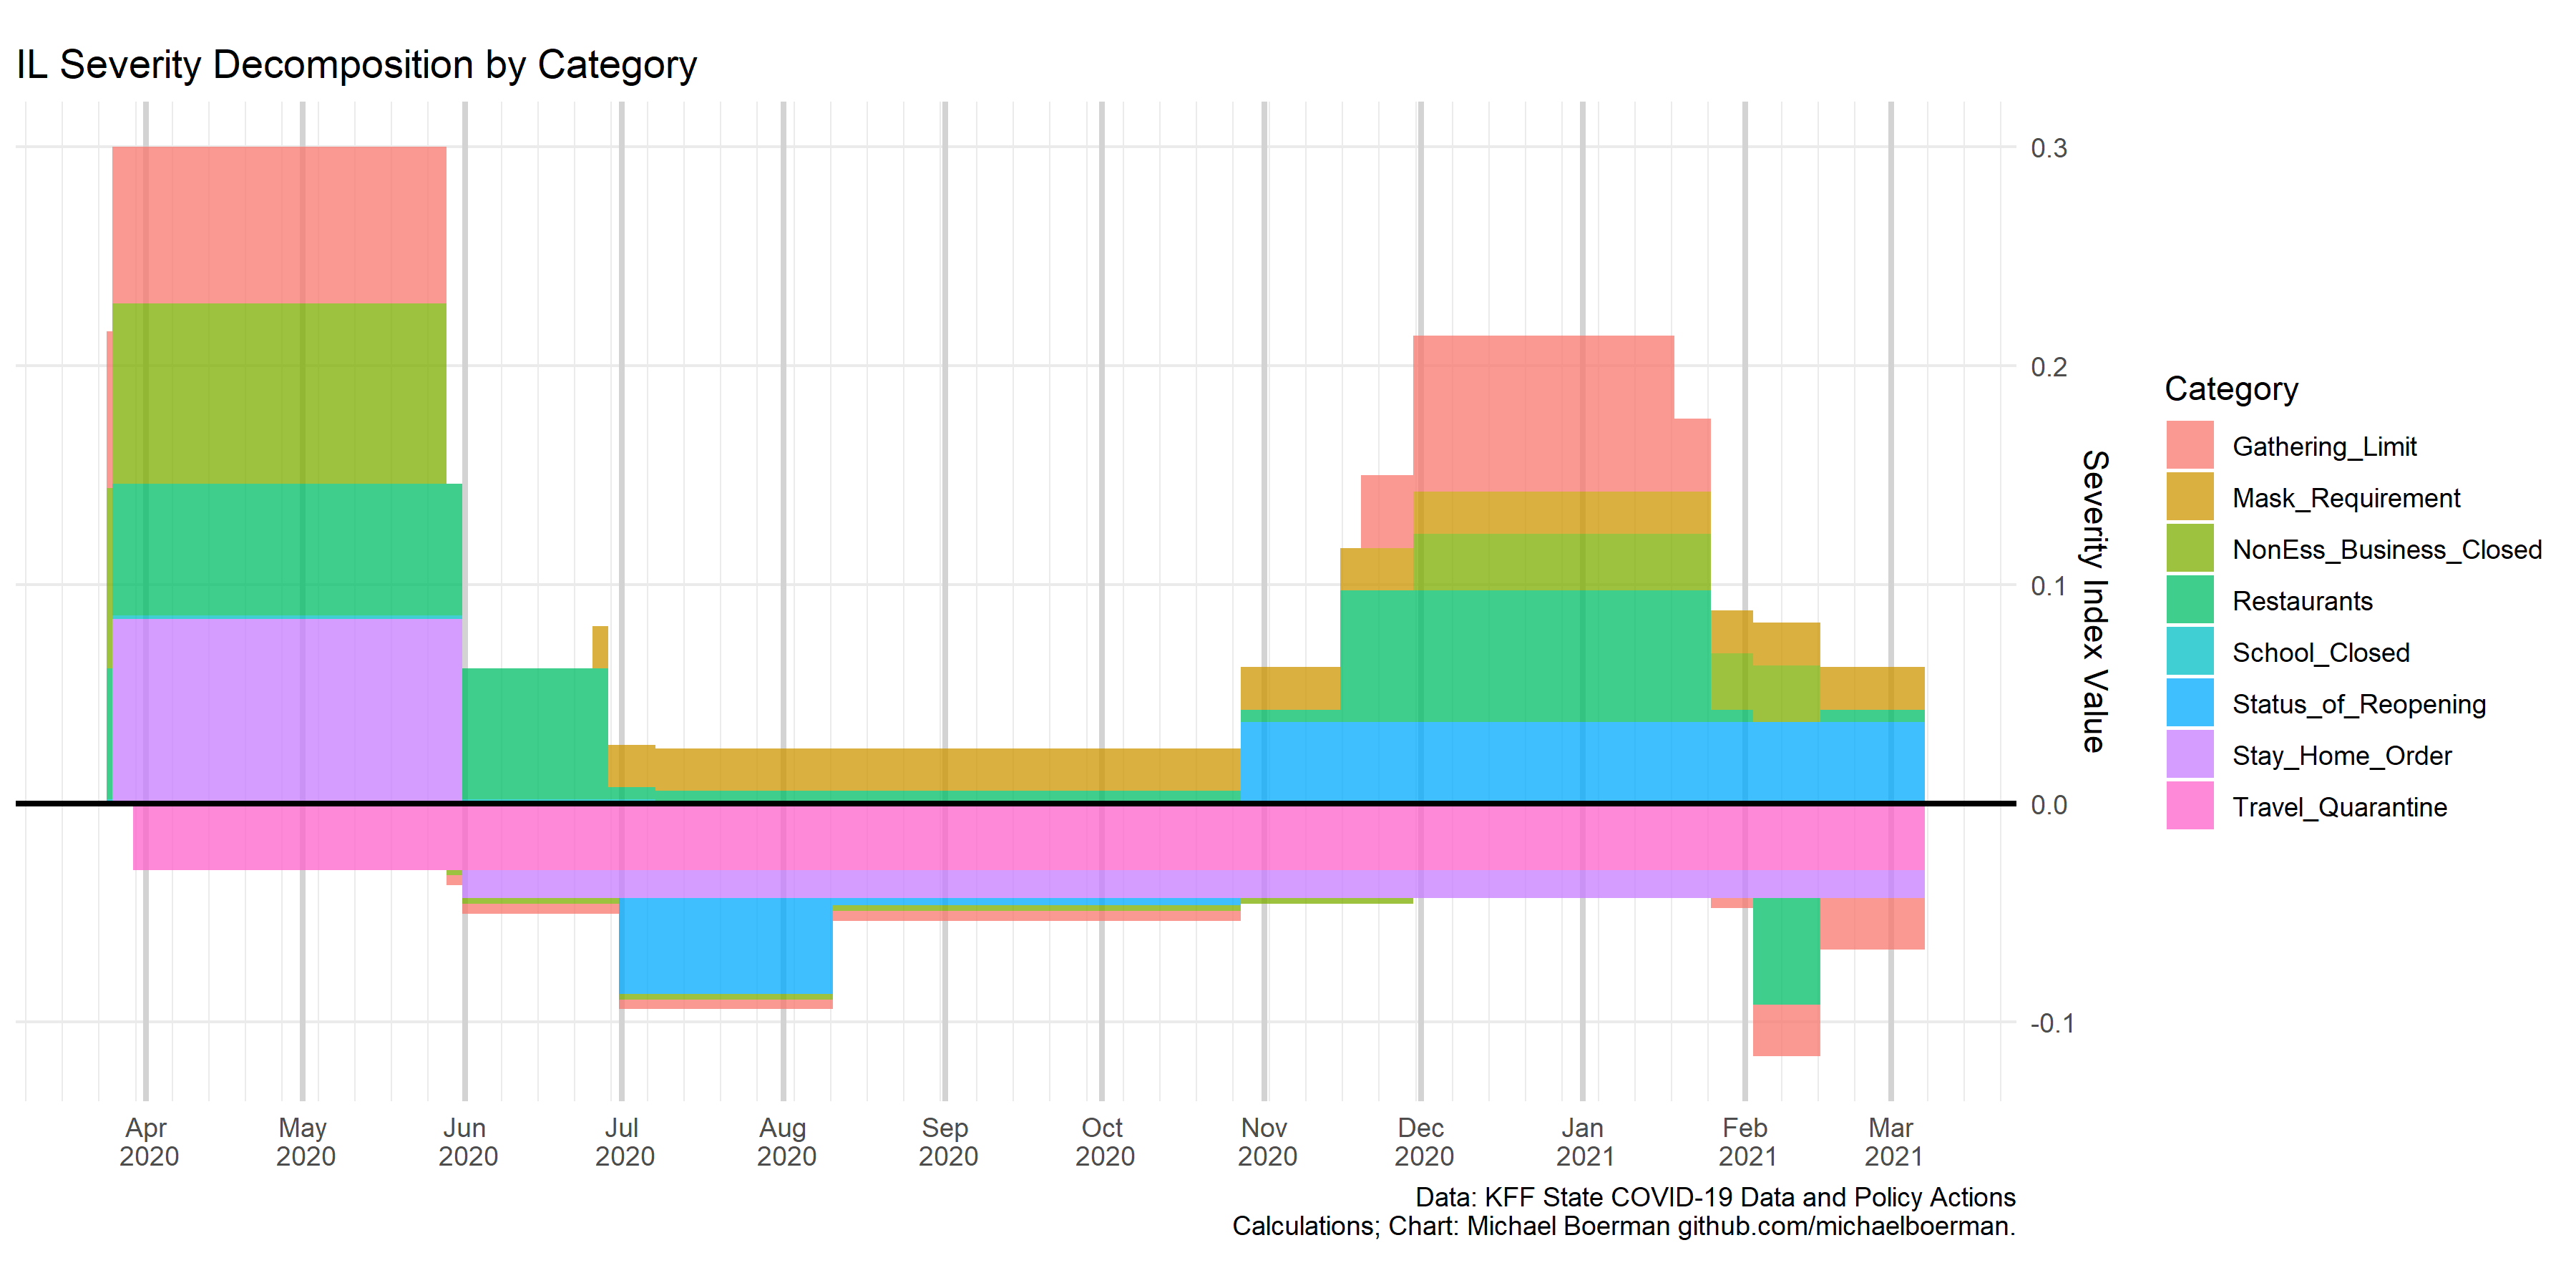 IL Severity Decomposition by Category
0.3
0.2
0.1
0.0
-0.1
Severity Index Value
Category
Gathering_Limit
Mask_Requirement
NonEss_Business_Closed
Restaurants
School_Closed
Status_of_Reopening
Stay_Home_Order
Travel_Quarantine
Apr May Jun Jul Aug Sep Oct Nov Dec Jan Feb Mar
2020 2020 2020 2020 2020 2020 2020 2020 2020 2021 2021 2021
Data: KFF State COVID-19 Data and Policy Actions
Calculations; Chart: Michael Boerman github.com/michaelboerman.